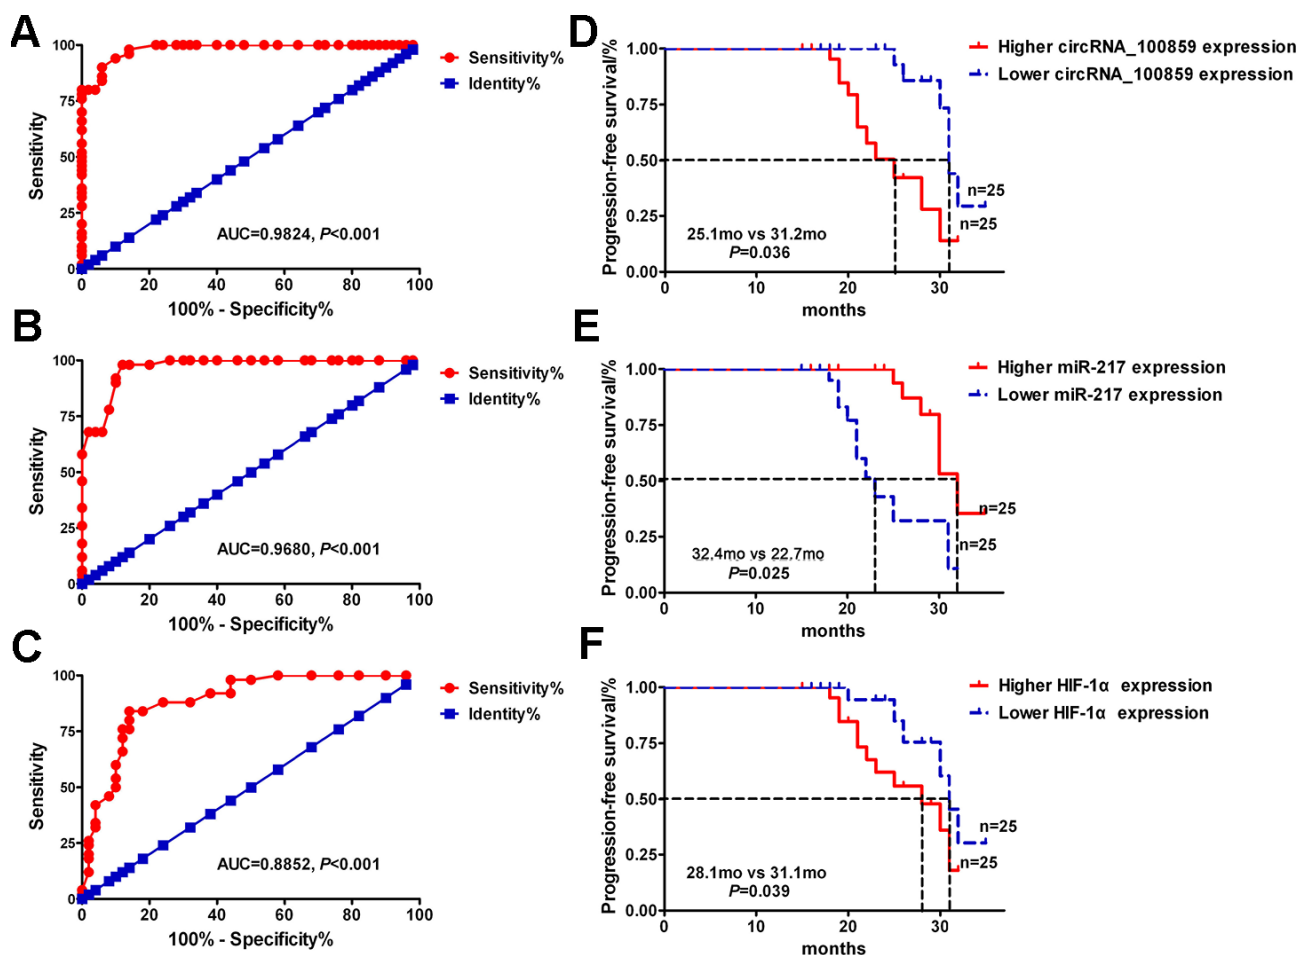 A
100
75
50
25
0
Sensitivity
0 20 40 60 80 100
100% - Specificity%
Sensitivity%
Identity%
AUC=0.9824, P<0.001
D
1.00
0.75
0.50
0.25
0.00
Progression-free survival/%
0 10 20 30
months
Higher circRNA_100859 expression
Lower circRNA_100859 expression
n=25
n=25
25.1mo vs 31.2mo
P=0.036
B
100
75
50
25
0
Sensitivity
0 20 40 60 80 100
100% - Specificity%
Sensitivity%
Identity%
AUC=0.9680, P<0.001
E
1.00
0.75
0.50
0.25
0.00
Progression-free survival/%
0 10 20 30
months
Higher miR-217 expression
Lower miR-217 expression
n=25
n=25
32.4mo vs 22.7mo
P=0.025
C
100
75
50
25
0
Sensitivity
0 20 40 60 80 100
100% - Specificity%
Sensitivity%
Identity%
AUC=0.8852, P<0.001
F
1.00
0.75
0.50
0.25
0.00
Progression-free survival/%
0 10 20 30
months
Higher HIF-1α expression
Lower HIF-1α expression
n=25
n=25
28.1mo vs 31.1mo
P=0.039